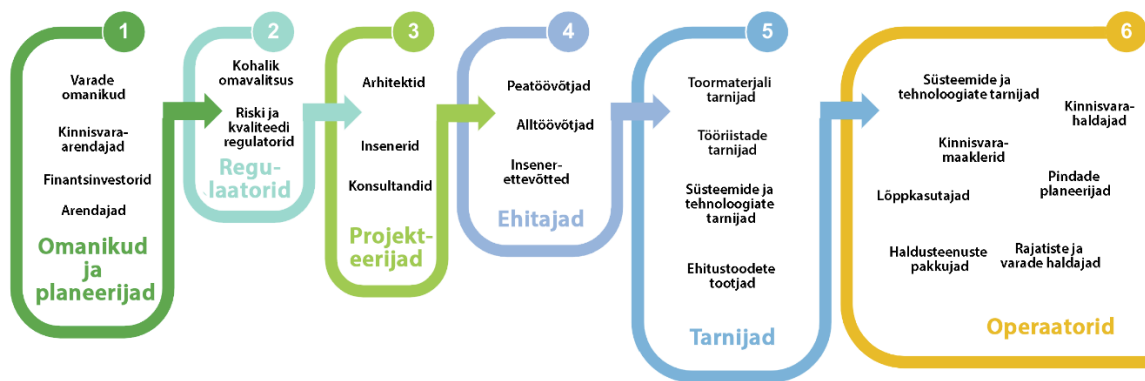 1
Varade
omanikud
Kinnisvara-
arendajad
Finantsinvestorid
Arendajad
Omanikud
ja
planeerijad
2
Kohalik
omavalitsus
Riski ja
kvaliteedi
regulatorid
Regu-
laatorid
3
Arhitektid
Insenerid
Konsultandid
Projekt-
eerijad
4
Peatöövõtjad
Alltöövõtjad
Insener-
ettevõtted
Ehitajad
5
Toormaterjali
tarnijad
Tööriistade
tarnijad
Süsteemide ja
tehnoloogiate
tarnijad
Ehitustoodete
tootjad
Tarnijad
6
Süsteemide ja
tehnoloogiate tarnijad
Kinnisvara-
haldajad
Kinnisvara-
maaklerid
Pindade
planeerijad
Lõppkasutajad
Haldusteenuste
pakkujad
Rajatiste ja
varade haldajad
Operaatorid